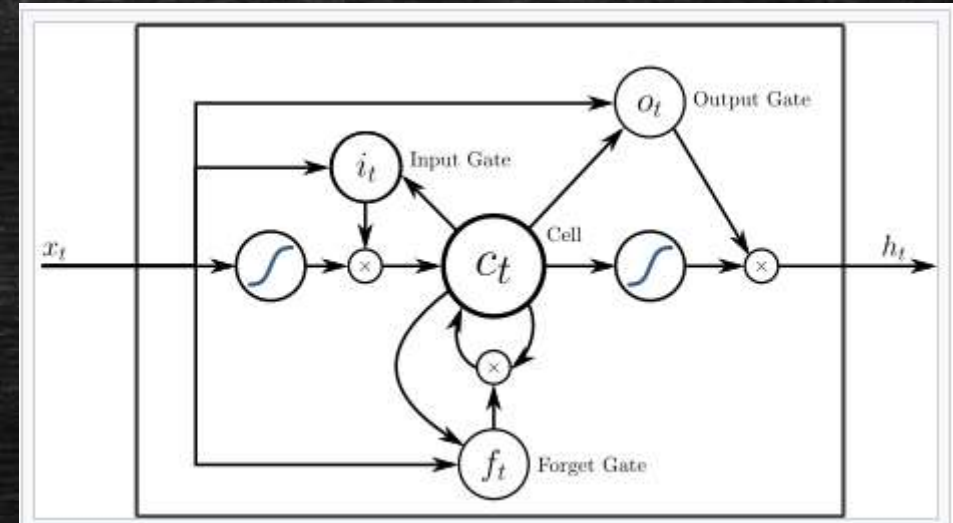 o_t Output Gate
i_t Input Gate
x_t
Cell
c_t
h_t
×
×
×
f_t Forget Gate